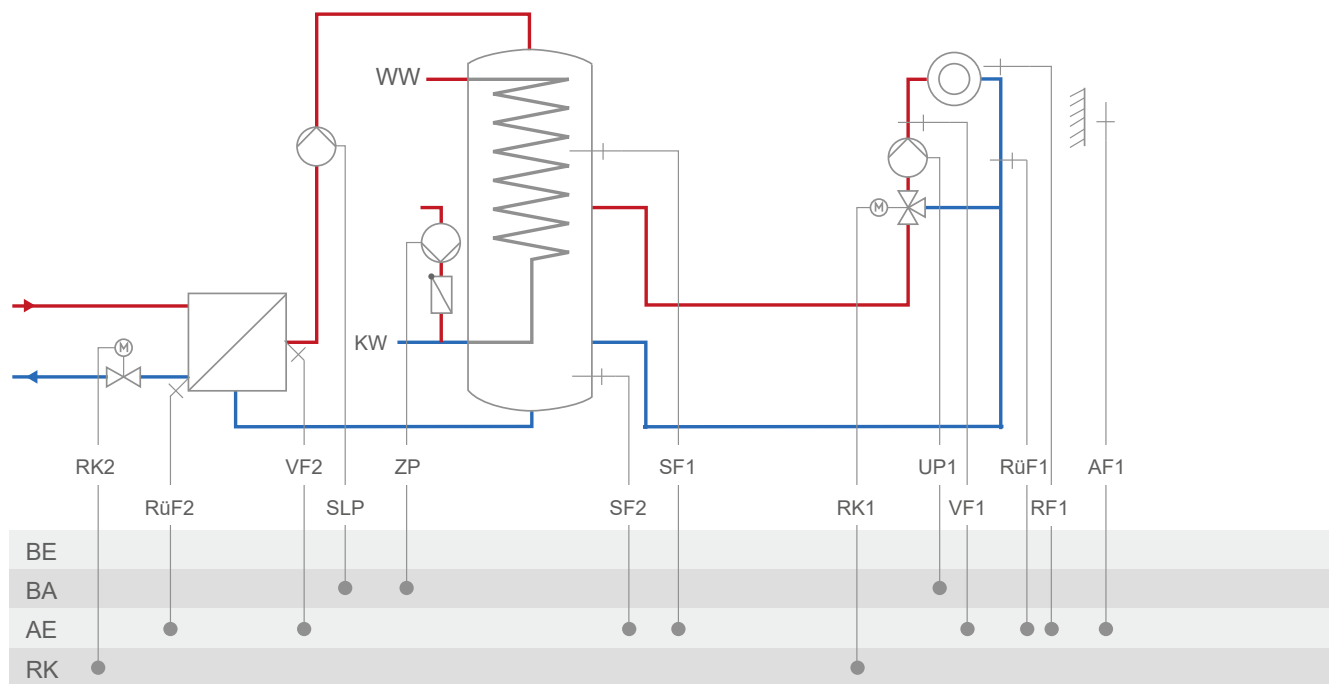 WW
M
KW
M
RK2 VF2 ZP SF1 UP1 RüF1 AF1
RüF2 SLP SF2 RK1 VF1 RF1
BE
BA
AE
RK